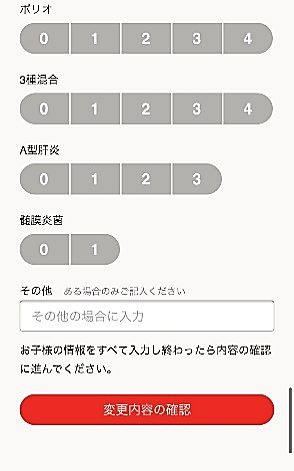 ポリオ
0 1 2 3 4
3種混合
0 1 2 3 4
A型肝炎
0 1 2 3
髄膜炎菌
0 1
その他 ある場合のみご記入ください
その他の場合に入力
お子様の情報をすべて入力し終わったら内容の確認
に進んでください。
変更内容の確認